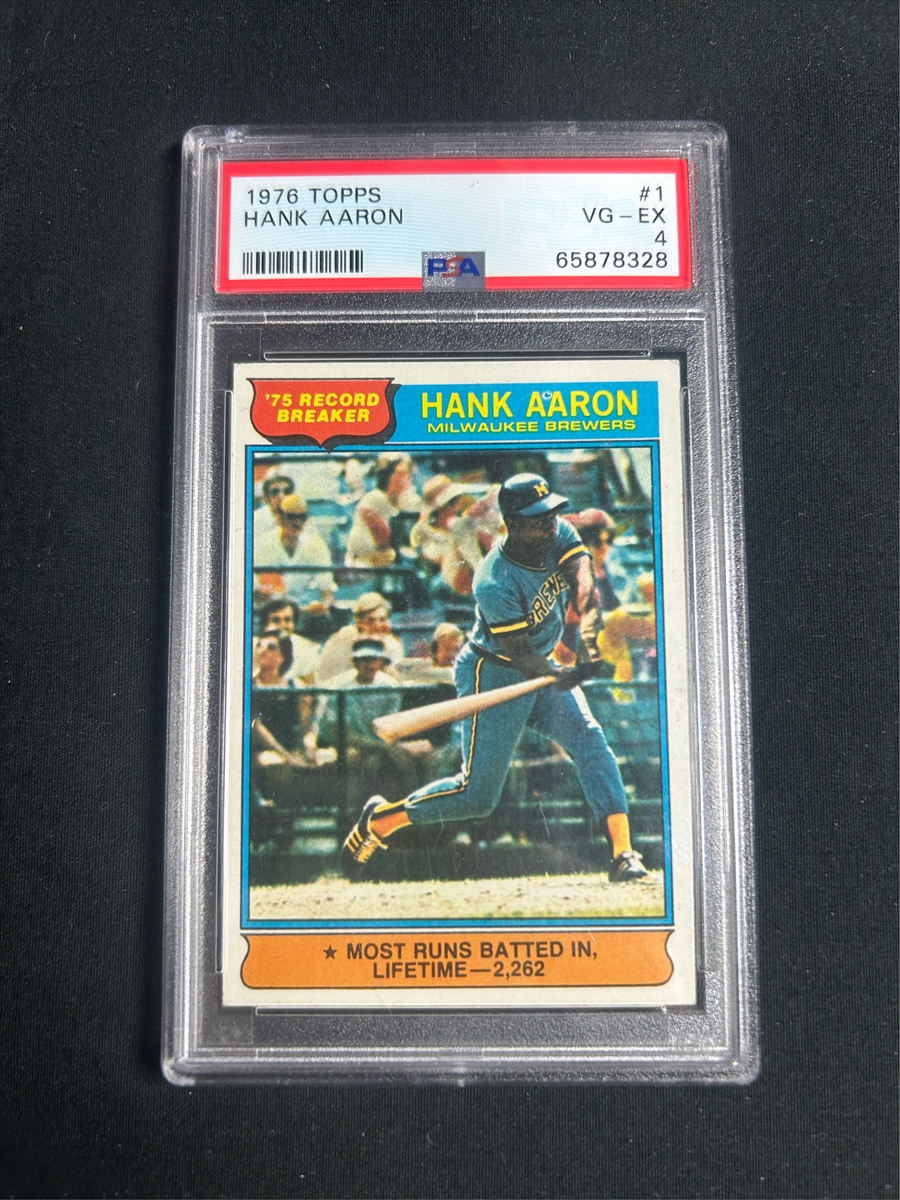 1976 TOPPS #1
HANK AARON VG - EX
4
65878328
PSA
'75 RECORD
BREAKER
HANK AARON
MILWAUKEE BREWERS
M
BREWE
★ MOST RUNS BATTED IN,
LIFETIME—2,262